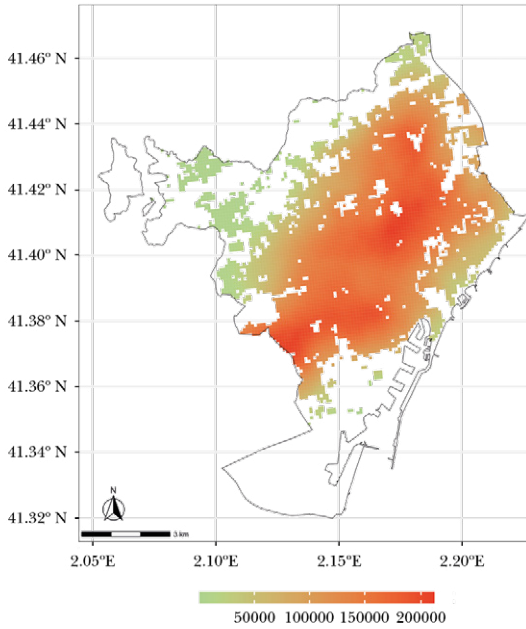 41.46° N
41.44° N
41.42° N
41.40° N
41.38° N
41.36° N
41.34° N
41.32° N
N
3 km
2.05°E
2.10°E
2.15°E
2.20°E
50000 100000 150000 200000